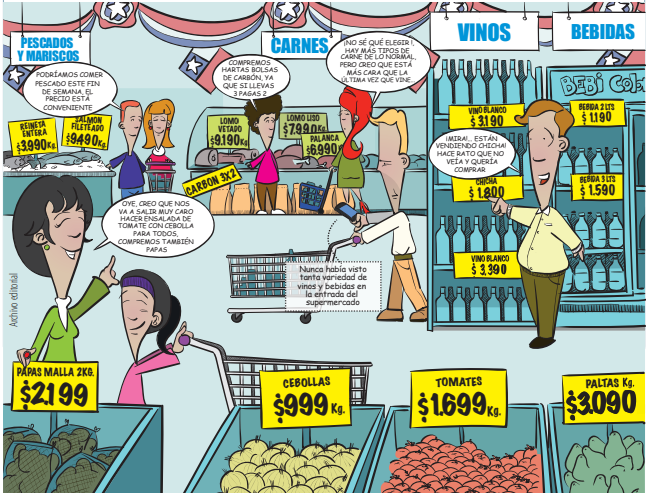 PESCADOS
Y MARISCOS
CARNES
VINOS
BEBIDAS
PODRÍAMOS COMER
PESCADO ESTE FIN
DE SEMANA, EL
PRECIO ESTÁ
CONVENIENTE
COMPREMOS
HARTAS BOLSAS
DE CARBÓN, YA
QUE SI LLEVAS
3 PAGAS 2
¡NO SÉ QUÉ ELEGIR!,
HAY MÁS TIPOS DE
CARNE DE LO NORMAL,
PERO CREO QUE ESTÁ
MÁS CARA QUE LA
ÚLTIMA VEZ QUE VINE...
BEBÍ COL
REINETA
ENTERA
$3.990 Kg.
SALMON
FILETEADO
$9.490 Kg.
LOMO
VETADO
$9.190 Kg.
LOMO LISO
$7.990 Kg.
PALANCA
$6.990 Kg.
CARBON 3X2
VINO BLANCO
$ 3.190
BEBIDA 2 LTS
$ 1.190
¡MIRA!... ESTÁN
VENDIENDO CHICHA!
HACE RATO QUE NO
VEÍA Y QUERÍA
COMPRAR
CHICHA
$ 1.800
BEBIDA 3 LTS
$ 1.590
VINO BLANCO
$ 3.390
OYE, CREO QUE NOS
VA A SALIR MUY CARO
HACER ENSALADA DE
TOMATE CON CEBOLLA
PARA TODOS,
COMPREMOS TAMBIÉN
PAPAS
Nunca había visto
tanta variedad de
vinos y bebidas en
la entrada del
supermercado
Archivo editorial
PAPAS MALLA 2KG.
$2.199
CEBOLLAS
$999 Kg.
TOMATES
$1.699 Kg.
PALTAS Kg.
$3.090